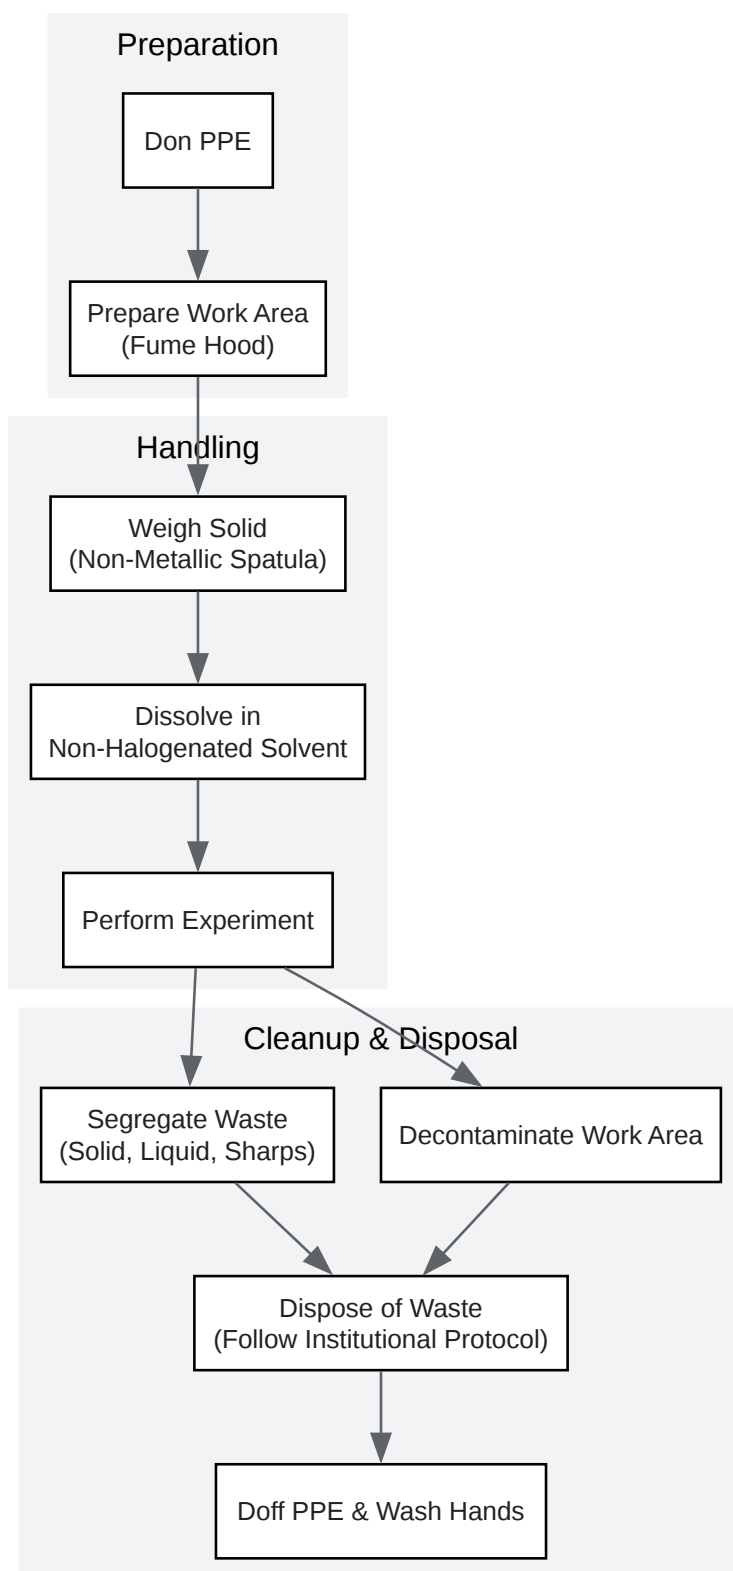 Preparation
Don PPE
Prepare Work Area
(Fume Hood)
Handling
Weigh Solid
(Non-Metallic Spatula)
Dissolve in
Non-Halogenated Solvent
Perform Experiment
Cleanup & Disposal
Segregate Waste
(Solid, Liquid, Sharps)
Decontaminate Work Area
Dispose of Waste
(Follow Institutional Protocol)
Doff PPE & Wash Hands